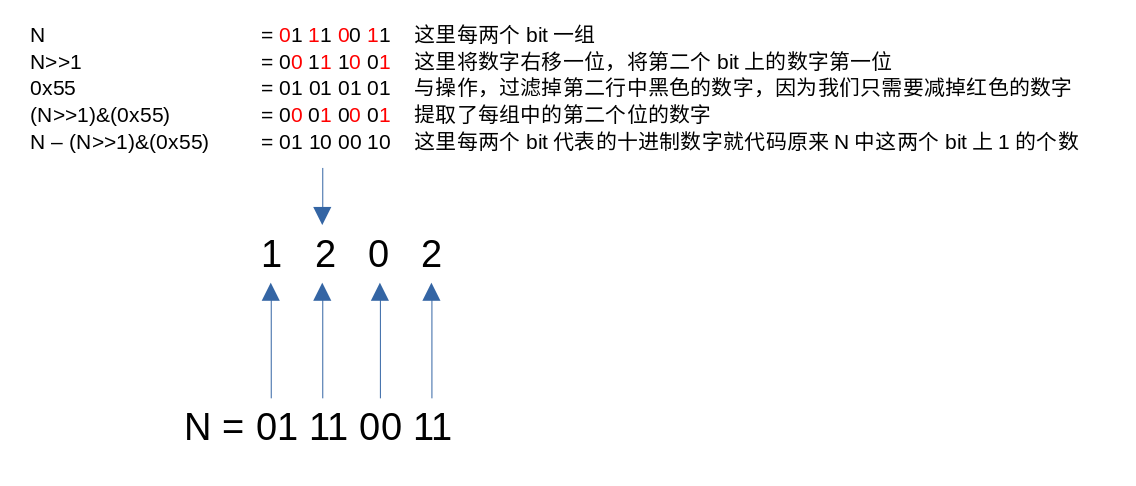 N = 01 11 00 11 这里每两个 bit 一组
N>>1 = 00 11 10 01 这里将数字右移一位，将第二个 bit 上的数字第一位
0x55 = 01 01 01 01 与操作，过滤掉第二行中黑色的数字，因为我们只需要减掉红色的数字
(N>>1)&(0x55) = 00 01 00 01 提取了每组中的第二个位的数字
N – (N>>1)&(0x55) = 01 10 00 10 这里每两个 bit 代表的十进制数字就代码原来 N 中这两个 bit 上 1 的个数
1 2 0 2
N = 01 11 00 11